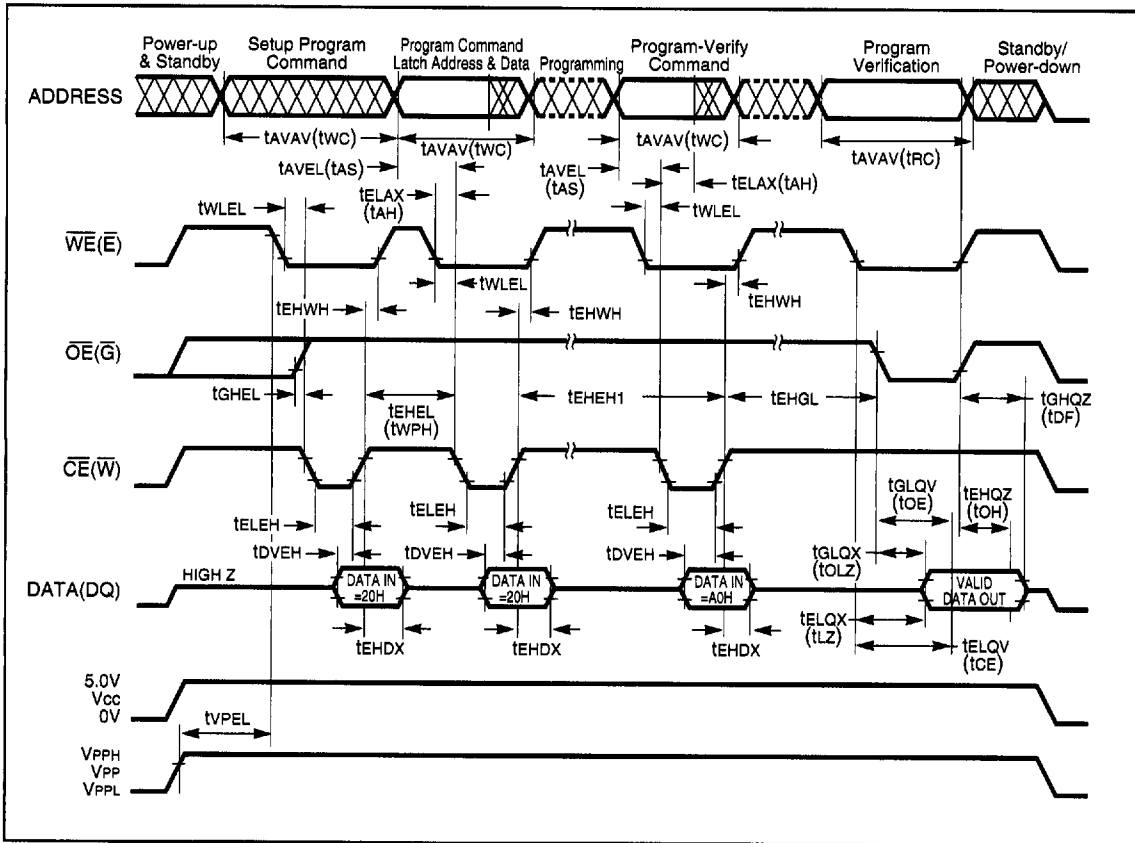 Power-up & Standby
Setup Program Command
Program Command Latch Address & Data
Programming
Program-Verify Command
Program Verification
Standby/ Power-down
ADDRESS
tAVAV(tWC)
tAVAV(tWC)
tAVAV(tWC)
tAVAV(tRC)
tAVEL(tAS)
tAVEL (tAS)
tELAX (tAH)
tELAX(tAH)
tWLEL
tWLEL
WE(E)
tWLEL
tEHWH
tEHWH
tEHWH
OE(G)
tGHEL
tEHEL (tWPH)
tEHEH1
tEHGL
tGHQZ (tDF)
CE(W)
tELEH
tELEH
tELEH
tGLQV (tOE)
tEHQZ (tOH)
tDVEH
tDVEH
tDVEH
tGLQX (tOLZ)
DATA(DQ)
HIGH Z
DATA IN =20H
DATA IN =20H
DATA IN =A0H
VALID DATA OUT
tEHDX
tEHDX
tEHDX
tELQX (tLZ)
tELQV (tCE)
5.0V
Vcc
0V
tVPEL
VPPH
VPP
VPPL